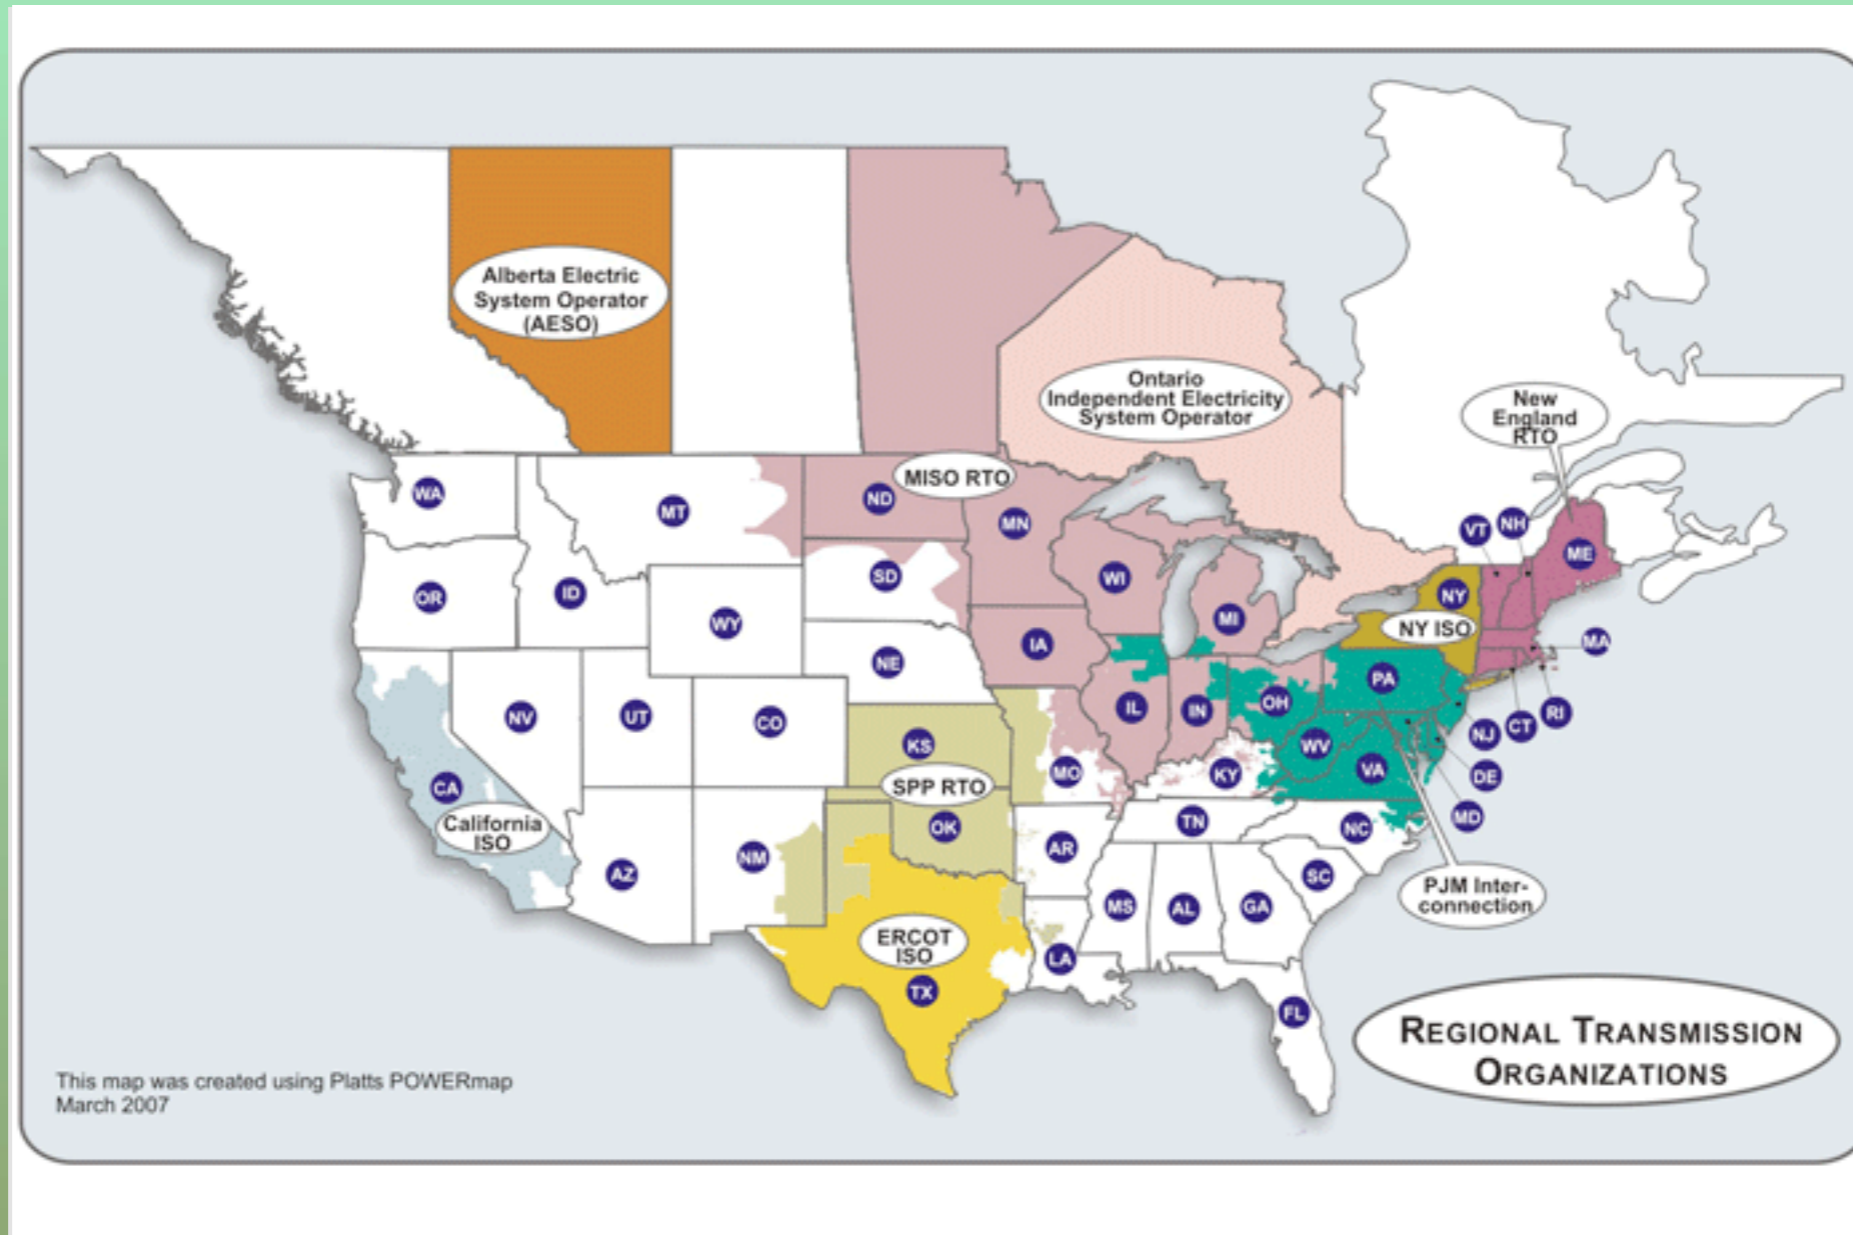 Alberta Electric
System Operator
(AESO)
Ontario
Independent Electricity
System Operator
New
England
RTO
MISO RTO
WA
MT
ND
MN
VT
NH
ME
OR
ID
SD
WI
NY
WY
MI
NY ISO
MA
IA
NE
PA
NV
UT
CO
IL
IN
OH
RI
CT
NJ
KS
WV
MO
KY
VA
DE
CA
SPP RTO
California
ISO
OK
TN
NC
MD
NM
AR
AZ
SC
PJM Inter-
connection
MS
AL
GA
ERCOT
ISO
LA
TX
FL
REGIONAL TRANSMISSION
ORGANIZATIONS
This map was created using Platts POWERmap
March 2007